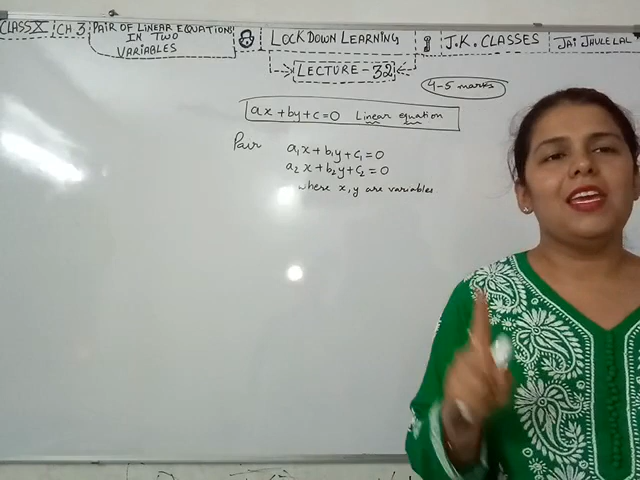 CLASS X CH 3 PAIR OF LINEAR EQUATIONS IN TWO VARIABLES LOCKDOWN LEARNING J.K. CLASSES JAI JHULELAL
LECTURE - 32
4-5 marks
ax + by + c = 0 Linear equation
Pair a₁x + b₁y + c₁ = 0
a₂x + b₂y + c₂ = 0
where x, y are variables